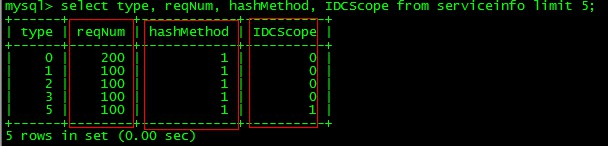 mysql> select type, reqNum, hashMethod, IDCScope from serviceinfo limit 5;
+------+--------+------------+----------+
| type | reqNum | hashMethod | IDCScope |
+------+--------+------------+----------+
| 0 | 200 | 1 | 0 |
| 1 | 100 | 1 | 0 |
| 2 | 100 | 1 | 0 |
| 3 | 100 | 1 | 0 |
| 5 | 100 | 1 | 1 |
+------+--------+------------+----------+
5 rows in set (0.00 sec)